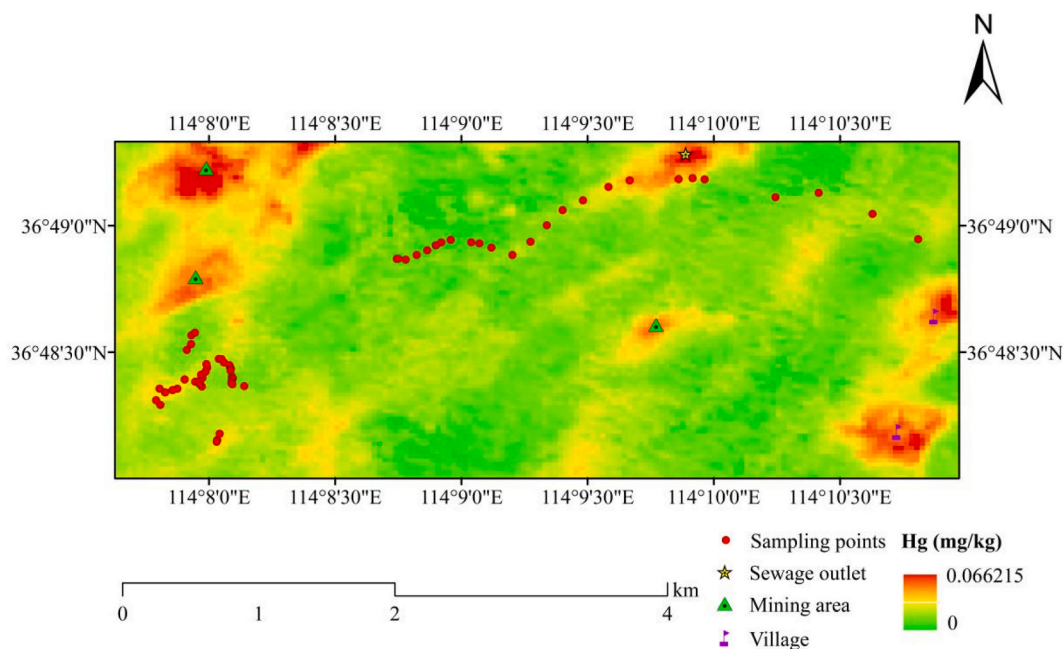 N
114°8'0"E 114°8'30"E 114°9'0"E 114°9'30"E 114°10'0"E 114°10'30"E
36°49'0"N 36°49'0"N
36°48'30"N 36°48'30"N
114°8'0"E 114°8'30"E 114°9'0"E 114°9'30"E 114°10'0"E 114°10'30"E
Sampling points Hg (mg/kg)
Sewage outlet 0.066215
km
0 1 2 4
Mining area 0
Village